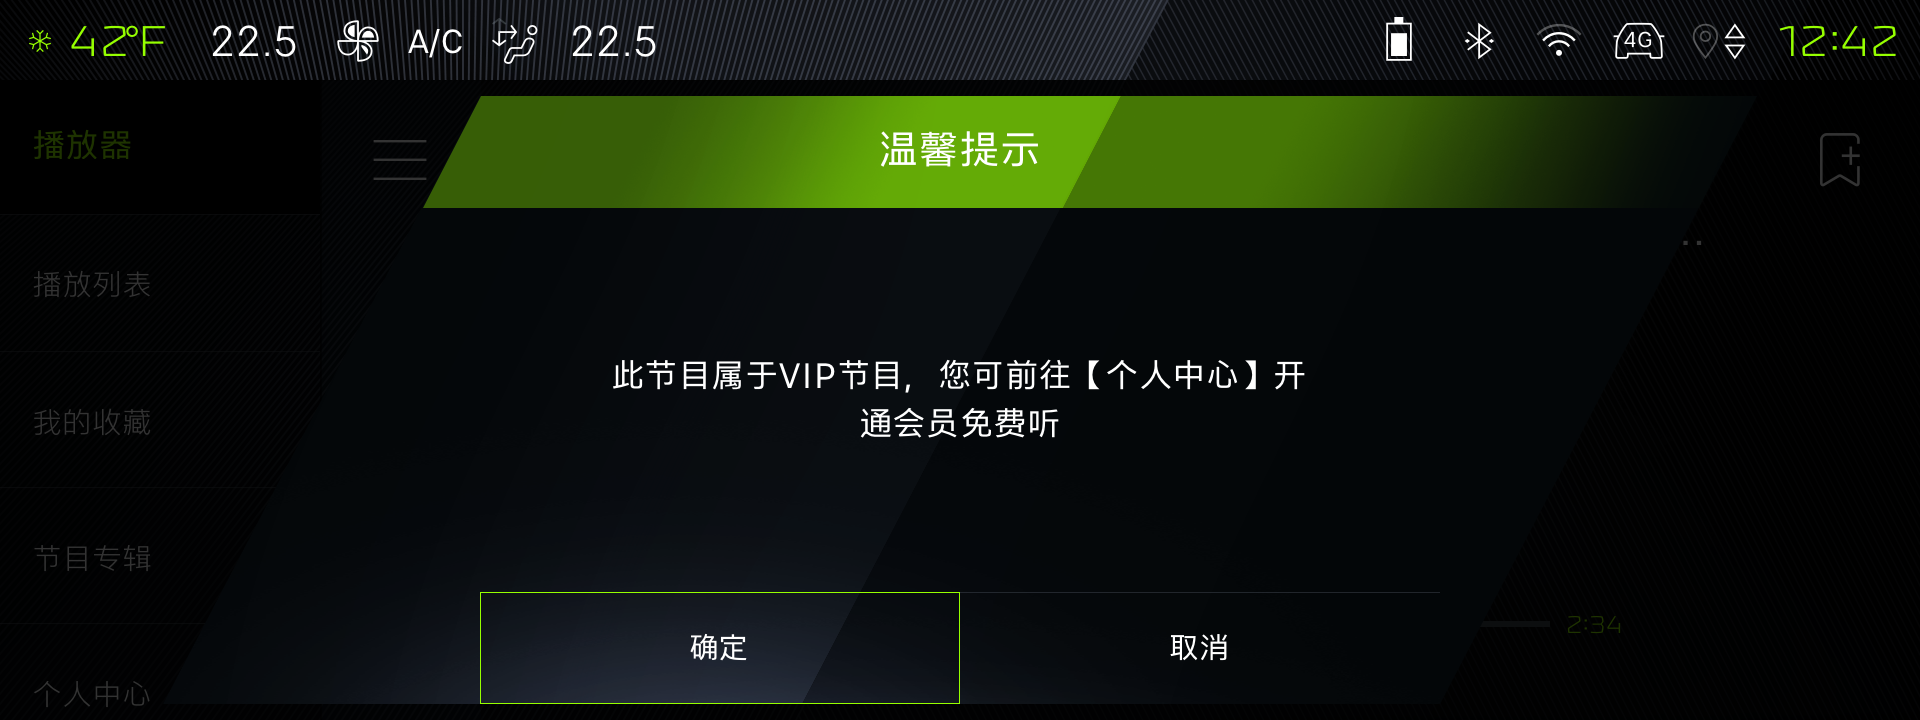 42°F 22.5 A/C 22.5 4G 12:42
播放器
温馨提示
播放列表
此节目属于VIP节目，您可前往【个人中心】开
通会员免费听
我的收藏
节目专辑
2:34
确定
取消
个人中心